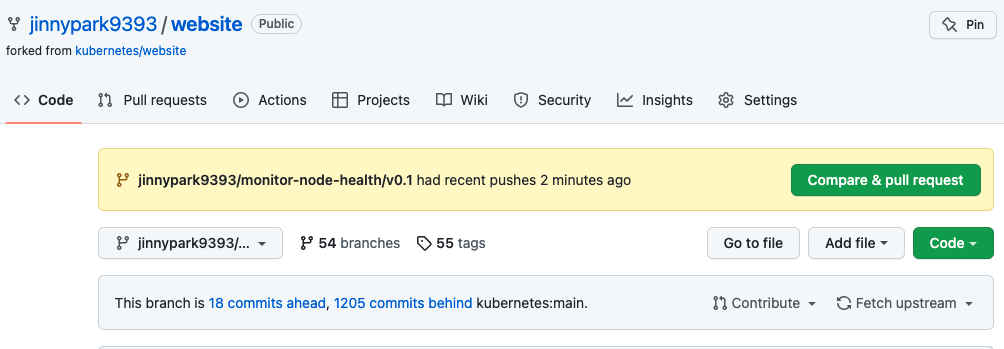 jinnypark9393 / website Public Pin
forked from kubernetes/website
Code Pull requests Actions Projects Wiki Security Insights Settings
jinnypark9393/monitor-node-health/v0.1 had recent pushes 2 minutes ago Compare & pull request
jinnypark9393/... 54 branches 55 tags Go to file Add file Code
This branch is 18 commits ahead, 1205 commits behind kubernetes:main. Contribute Fetch upstream